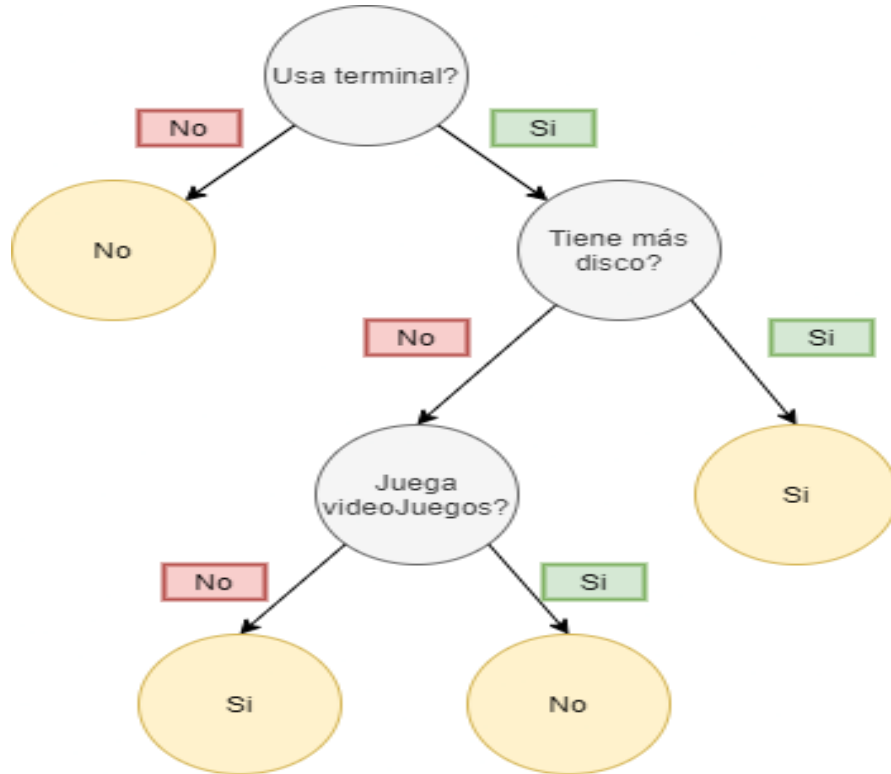 Usa terminal?
No
Si
No
Tiene más
disco?
No
Si
Juega
videoJuegos?
Si
No
Si
Si
No